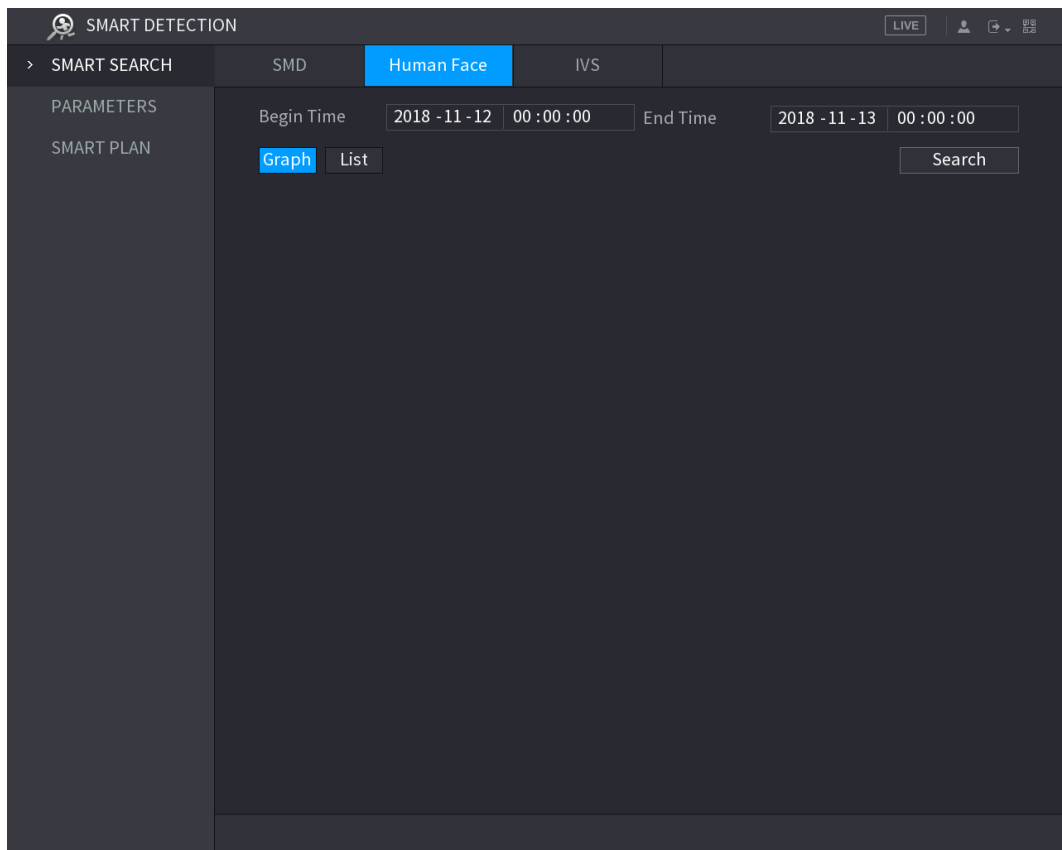 SMART DETECTION LIVE
> SMART SEARCH SMD Human Face IVS
PARAMETERS Begin Time 2018 -11 -12 00 :00 :00 End Time 2018 -11 -13 00 :00 :00
SMART PLAN Graph List Search